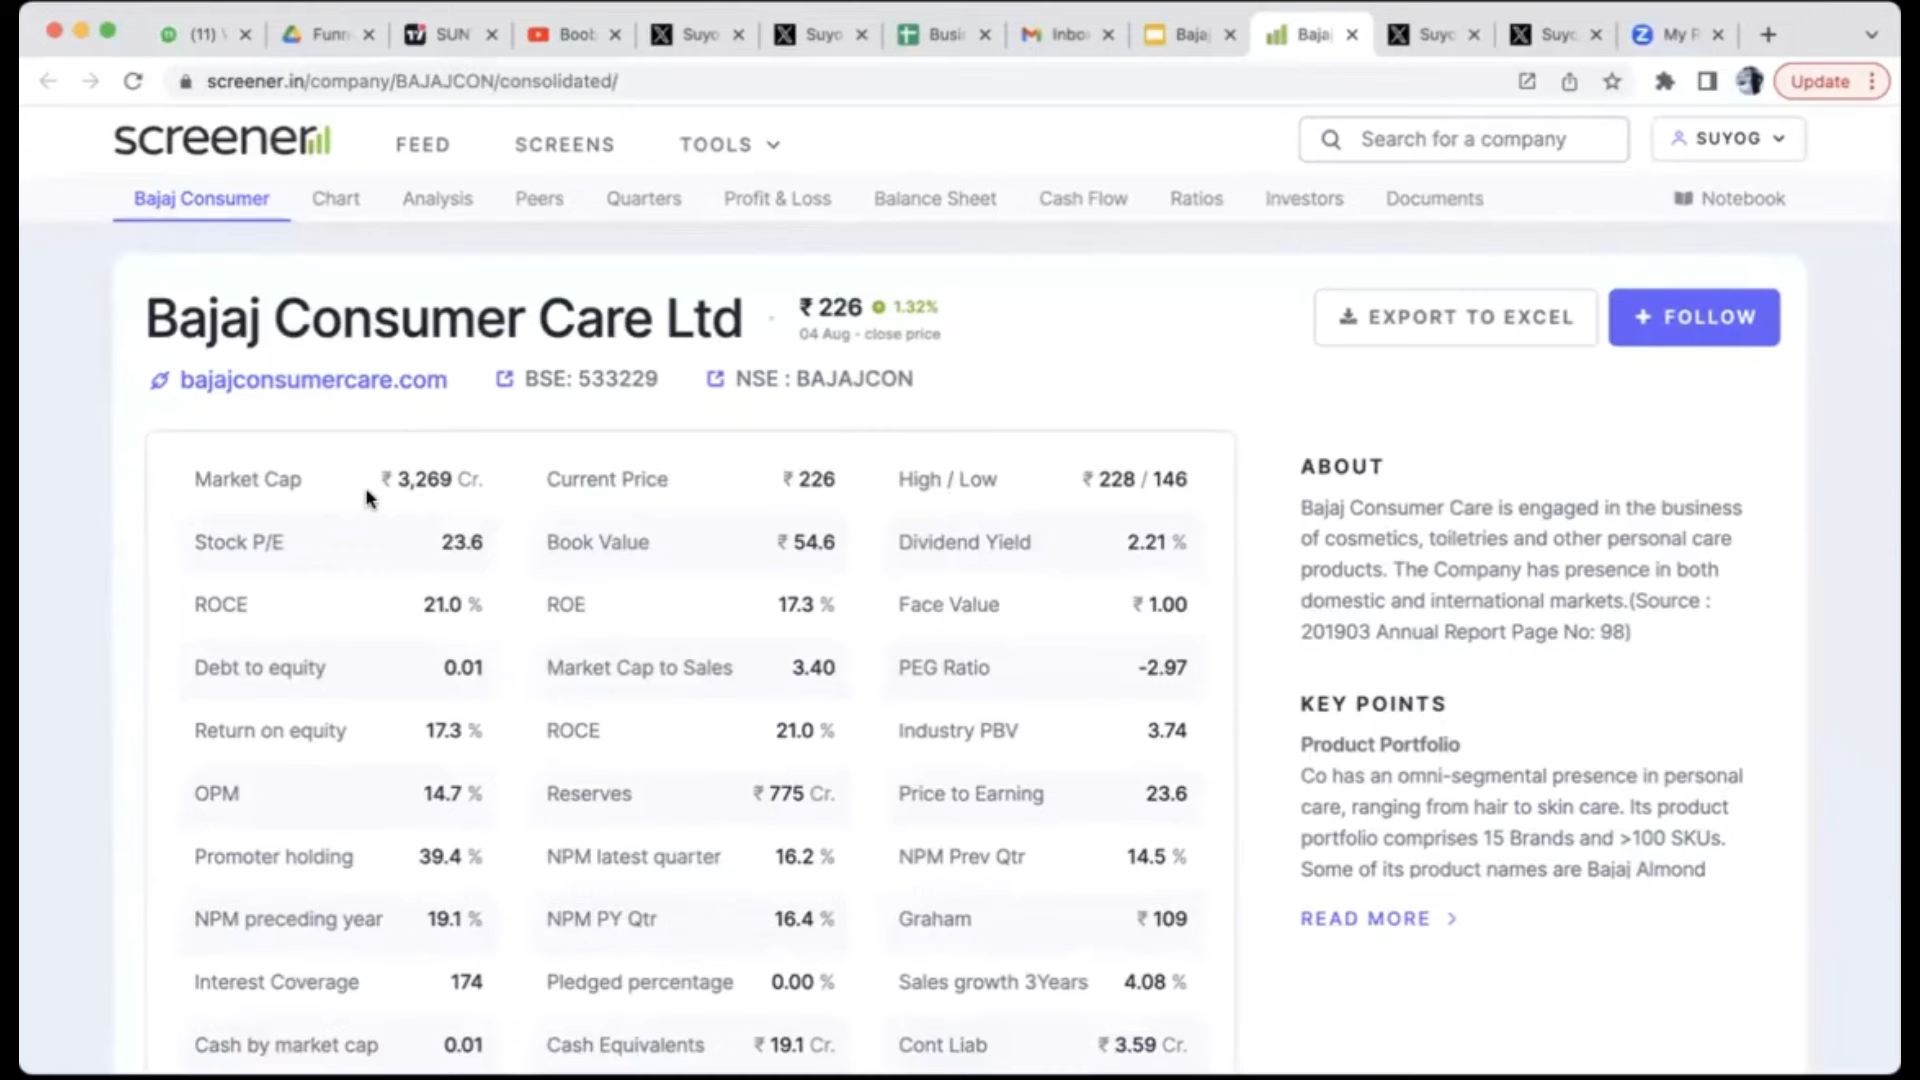 (11) \ Funn SUN Boob Suyo Suyo Busi Inbo Baja Baja Suyo Suyo My F
screener.in/company/BAJAJCON/consolidated/ Update
screener FEED SCREENS TOOLS Search for a company SUYOG
Bajaj Consumer Chart Analysis Peers Quarters Profit & Loss Balance Sheet Cash Flow Ratios Investors Documents Notebook
Bajaj Consumer Care Ltd ₹ 226 1.32%
04 Aug - close price
EXPORT TO EXCEL + FOLLOW
bajajconsumercare.com BSE: 533229 NSE : BAJAJCON
Market Cap ₹ 3,269 Cr. Current Price ₹ 226 High / Low ₹ 228 / 146
Stock P/E 23.6 Book Value ₹ 54.6 Dividend Yield 2.21 %
ROCE 21.0 % ROE 17.3 % Face Value ₹ 1.00
Debt to equity 0.01 Market Cap to Sales 3.40 PEG Ratio -2.97
Return on equity 17.3 % ROCE 21.0 % Industry PBV 3.74
OPM 14.7 % Reserves ₹ 775 Cr. Price to Earning 23.6
Promoter holding 39.4 % NPM latest quarter 16.2 % NPM Prev Qtr 14.5 %
NPM preceding year 19.1 % NPM PY Qtr 16.4 % Graham ₹ 109
Interest Coverage 174 Pledged percentage 0.00 % Sales growth 3Years 4.08 %
Cash by market cap 0.01 Cash Equivalents ₹ 19.1 Cr. Cont Liab ₹ 3.59 Cr.
ABOUT
Bajaj Consumer Care is engaged in the business
of cosmetics, toiletries and other personal care
products. The Company has presence in both
domestic and international markets.(Source :
201903 Annual Report Page No: 98)
KEY POINTS
Product Portfolio
Co has an omni-segmental presence in personal
care, ranging from hair to skin care. Its product
portfolio comprises 15 Brands and >100 SKUs.
Some of its product names are Bajaj Almond
READ MORE >